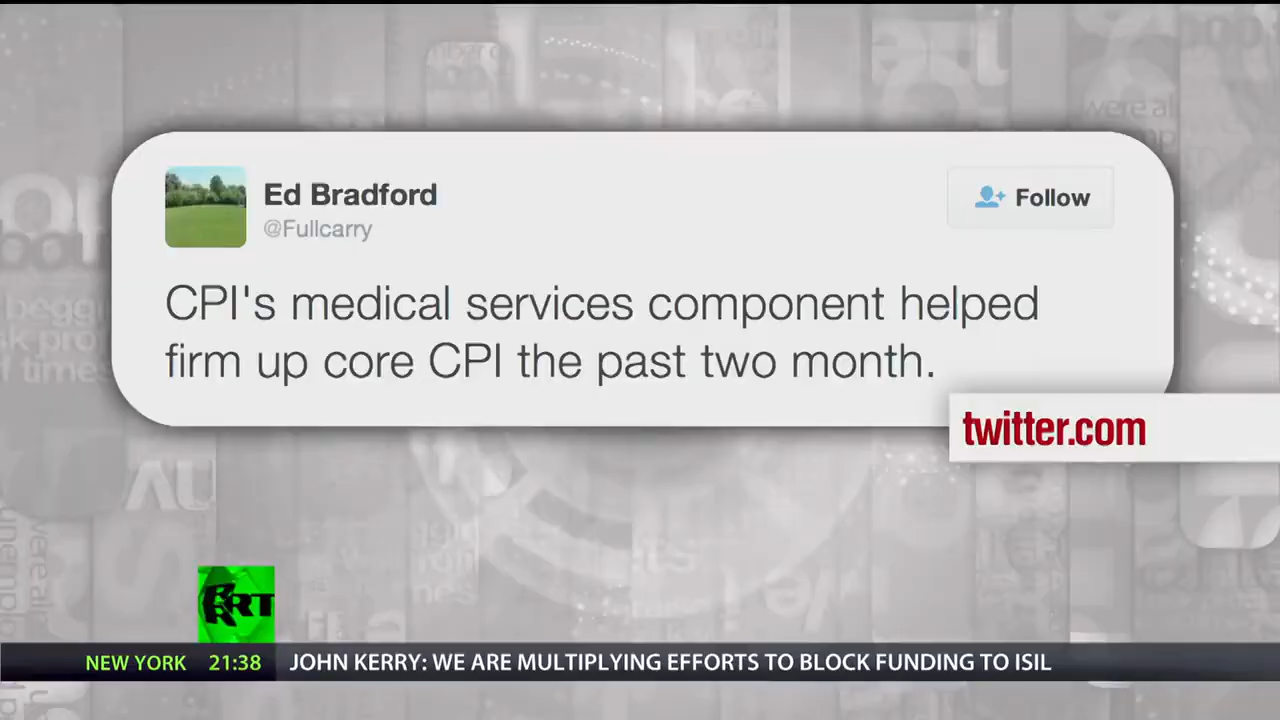 Ed Bradford
@Fullcarry
Follow
CPI's medical services component helped
firm up core CPI the past two month.
twitter.com
RT
NEW YORK 21:38 JOHN KERRY: WE ARE MULTIPLYING EFFORTS TO BLOCK FUNDING TO ISIL